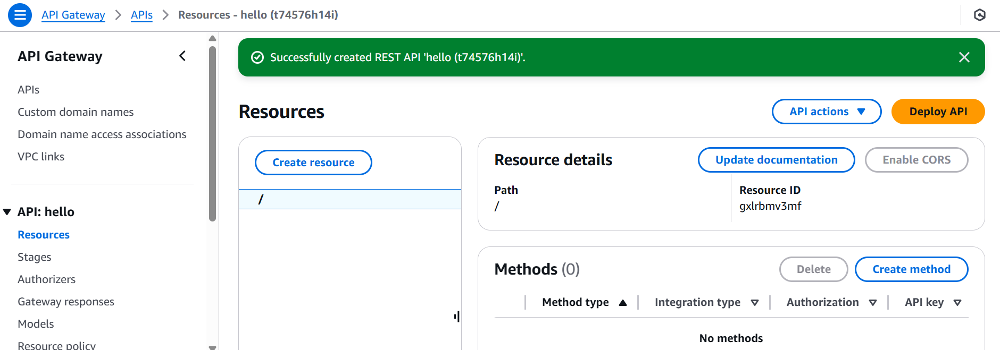 API Gateway > APIs > Resources - hello (t74576h14i)
API Gateway
APIs
Custom domain names
Domain name access associations
VPC links
API: hello
Resources
Stages
Authorizers
Gateway responses
Models
Resource policy
Successfully created REST API 'hello (t74576h14i)'.
Resources
API actions
Deploy API
Create resource
/
Resource details
Update documentation
Enable CORS
Path
/
Resource ID
gxlrbmv3mf
Methods (0)
Delete
Create method
Method type
Integration type
Authorization
API key
No methods